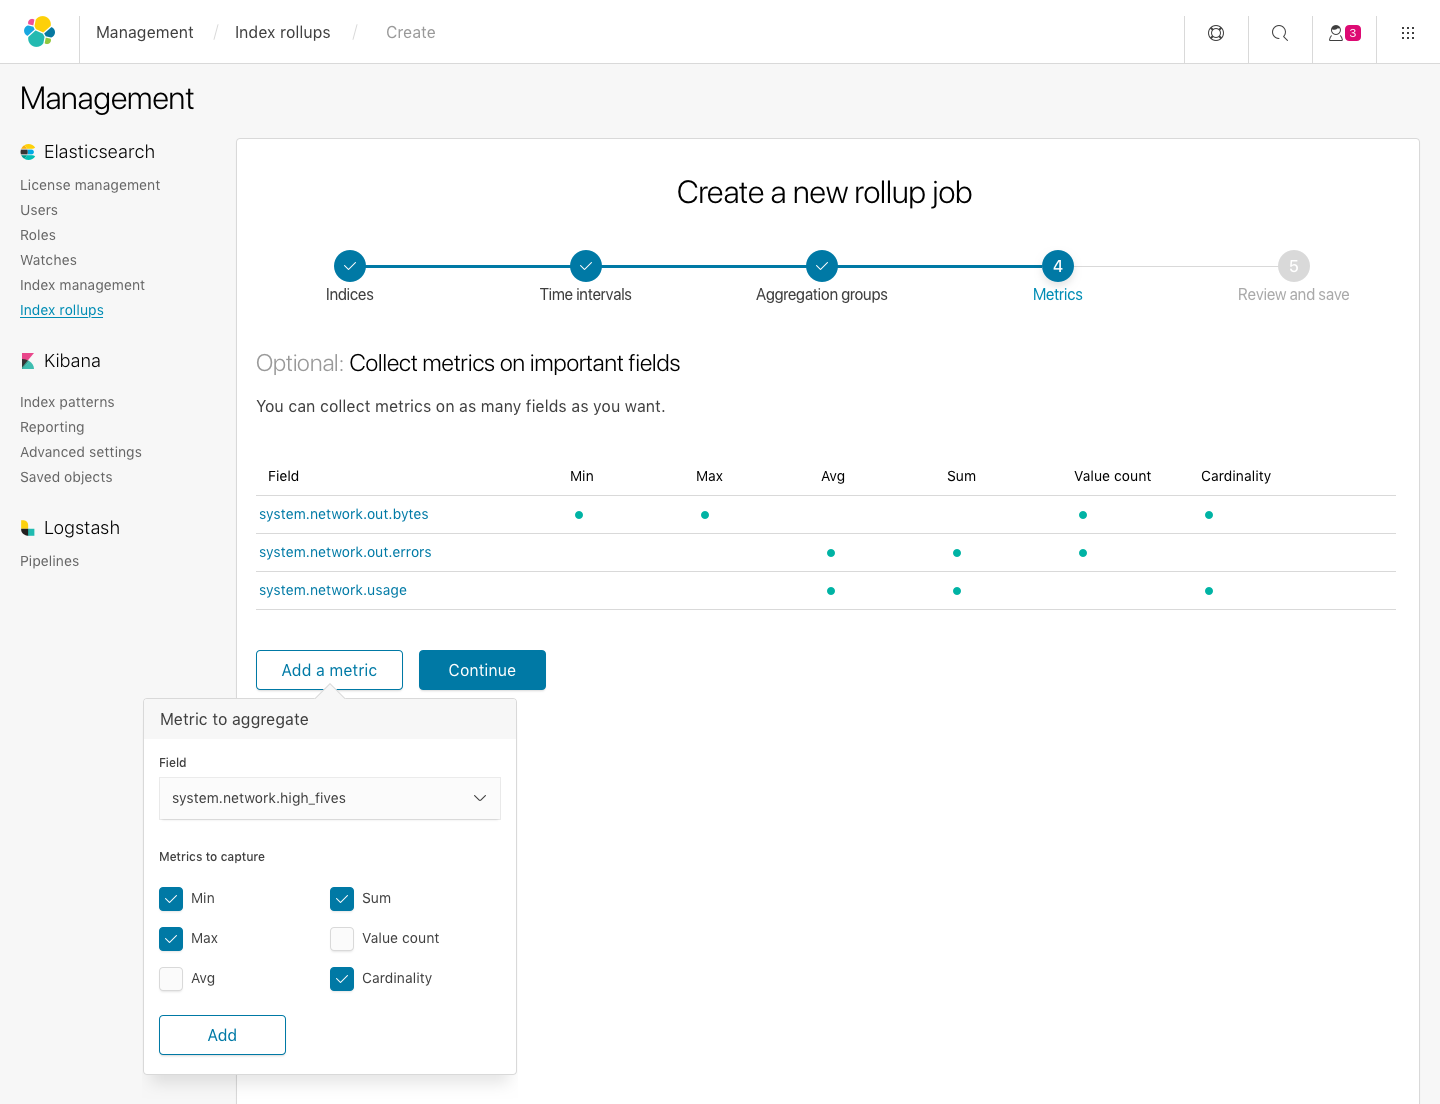 Management / Index rollups / Create
3
Management
Elasticsearch
License management
Users
Roles
Watches
Index management
Index rollups
Kibana
Index patterns
Reporting
Advanced settings
Saved objects
Logstash
Pipelines
Create a new rollup job
4 5
Indices Time intervals Aggregation groups Metrics Review and save
Optional: Collect metrics on important fields
You can collect metrics on as many fields as you want.
Field Min Max Avg Sum Value count Cardinality
system.network.out.bytes
system.network.out.errors
system.network.usage
Add a metric Continue
Metric to aggregate
Field
system.network.high_fives
Metrics to capture
Min Sum
Max Value count
Avg Cardinality
Add